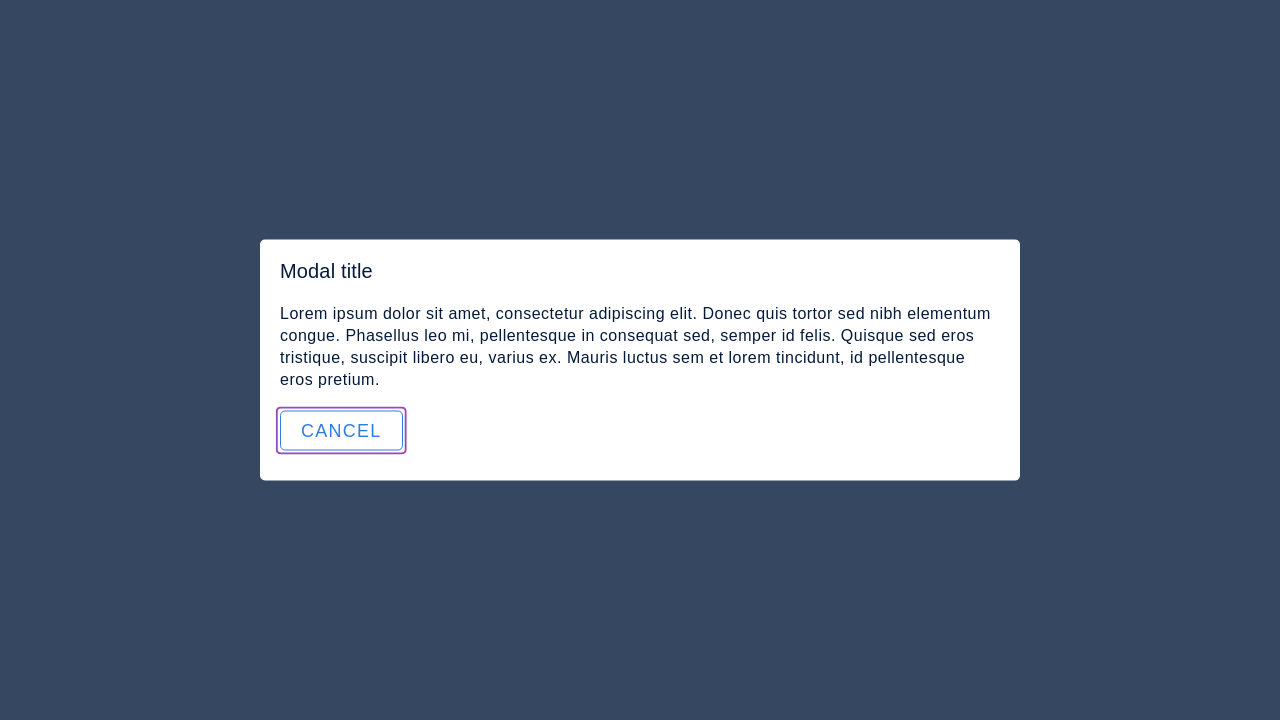 Modal title
Lorem ipsum dolor sit amet, consectetur adipiscing elit. Donec quis tortor sed nibh elementum
congue. Phasellus leo mi, pellentesque in consequat sed, semper id felis. Quisque sed eros
tristique, suscipit libero eu, varius ex. Mauris luctus sem et lorem tincidunt, id pellentesque
eros pretium.
CANCEL